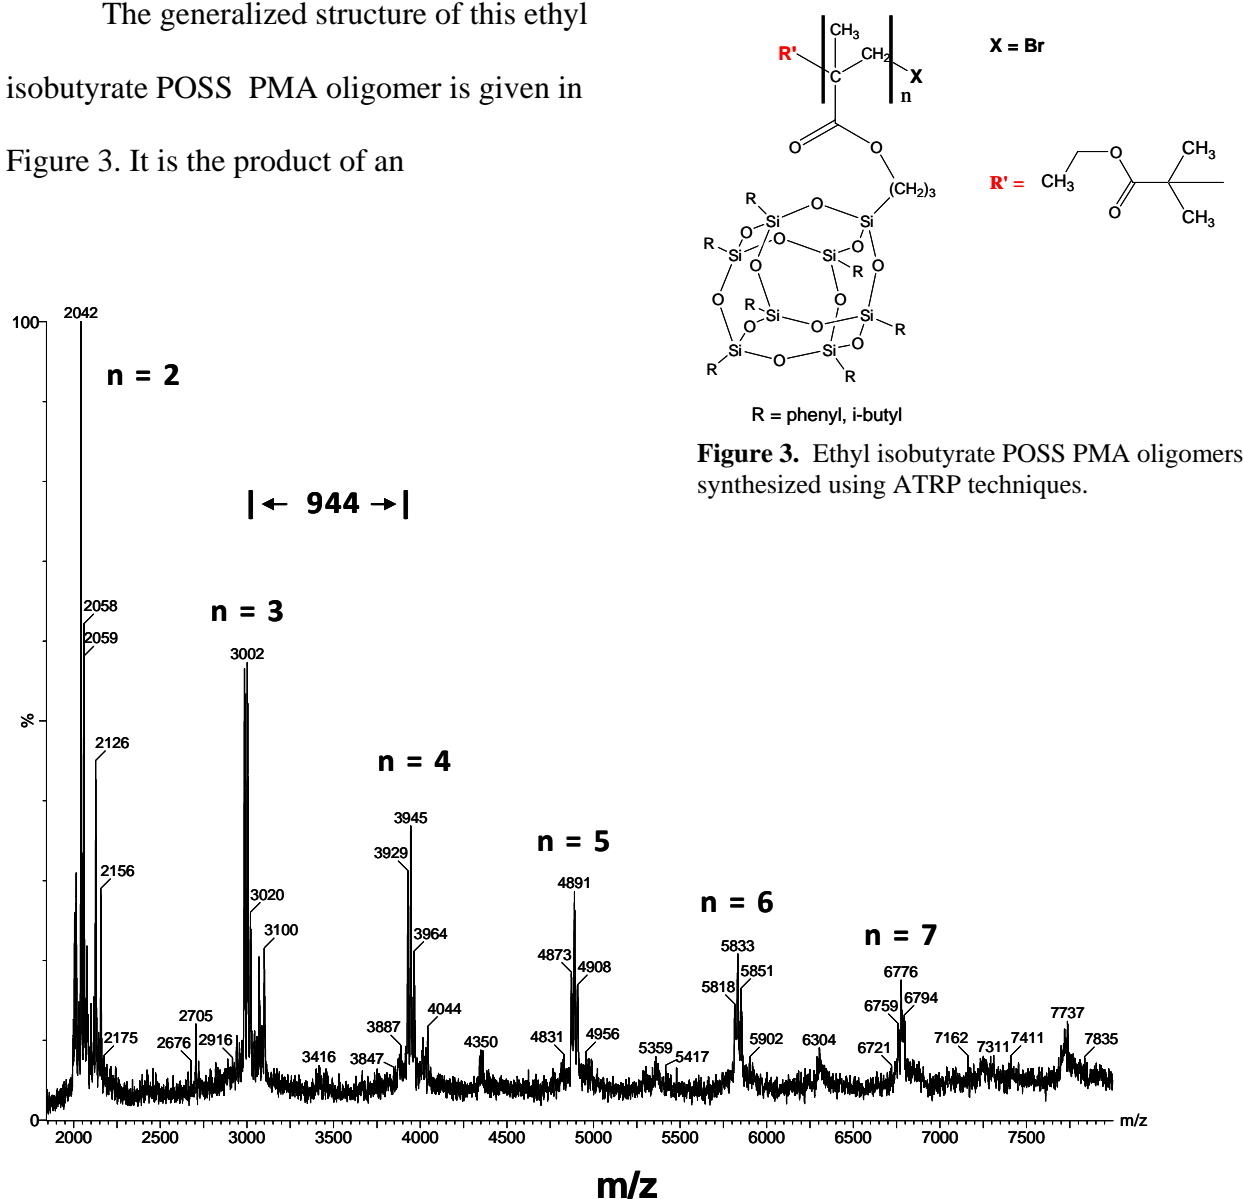 The generalized structure of this ethyl
isobutyrate POSS PMA oligomer is given in
Figure 3. It is the product of an
R'
CH3
CH2
C
X
n
O
O
(CH2)3
R
Si
O
Si
R
O
O
Si
O
Si
O
R
O
O
O
O
R
Si
O
Si
R
O
Si
O
Si
O
R
R
R = phenyl, i-butyl
X = Br
R' =
CH3
O
O
CH3
CH3
Figure 3. Ethyl isobutyrate POSS PMA oligomers
synthesized using ATRP techniques.
100
%
0
2042
n = 2
2058
2059
2126
2156
2175
2676
2705
2916
944
n = 3
3002
3020
3100
3416
3847
3887
n = 4
3945
3929
3964
4044
4350
4831
n = 5
4891
4873
4908
4956
5359
5417
n = 6
5833
5818
5851
5902
6304
6721
n = 7
6776
6759
6794
7162
7311
7411
7737
7835
2000 2500 3000 3500 4000 4500 5000 5500 6000 6500 7000 7500
m/z
m/z